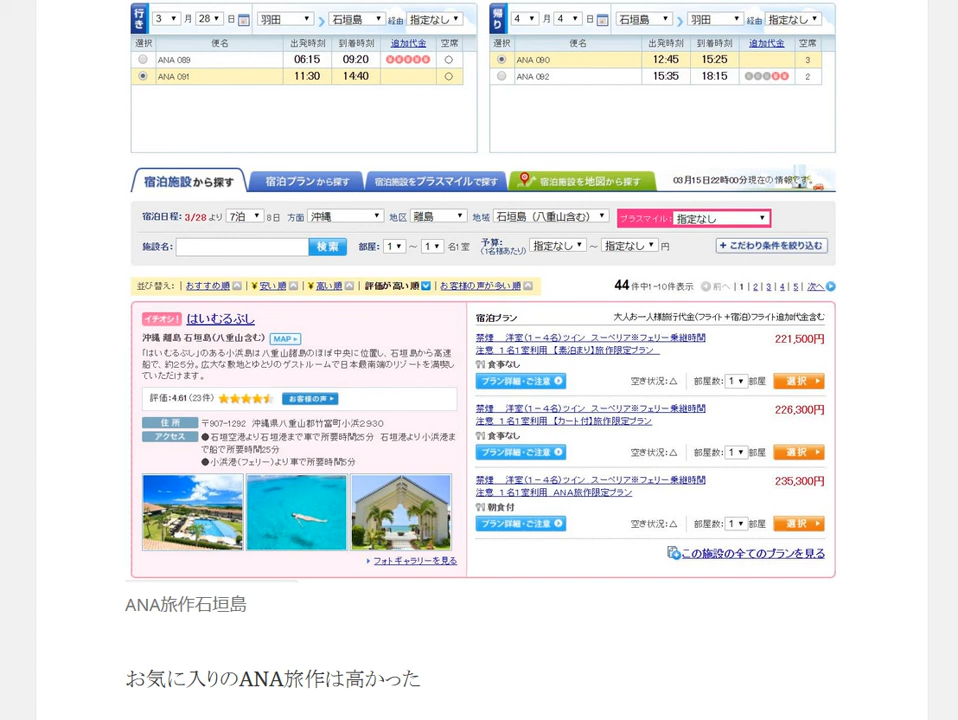 行き 3 月 28 日 羽田 石垣島 経由 指定なし
選択 便名 出発時刻 到着時刻 追加代金 空席
ANA 089 06:15 09:20 ○
ANA 091 11:30 14:40 ○
帰り 4 月 4 日 石垣島 羽田 経由 指定なし
選択 便名 出発時刻 到着時刻 追加代金 空席
ANA 090 12:45 15:25 3
ANA 092 15:35 18:15 2
宿泊施設から探す 宿泊プランから探す 宿泊施設をプラスマイルで探す 宿泊施設を地図から探す 03月15日22時00分現在の情報です。
宿泊日程: 3/28 より 7泊 8日 方面 沖縄 地区 離島 地域 石垣島（八重山含む） プラスマイル: 指定なし
施設名: 検索 部屋: 1 ～ 1 名1室 予算: (1名様あたり) 指定なし ～ 指定なし 円 +こだわり条件を絞り込む
並び替え: | おすすめ順 | ￥安い順 | ￥高い順 | 評価が高い順 | お客様の声が多い順
44件中1-10件表示 前へ | 1 | 2 | 3 | 4 | 5 | 次へ
イチオシ! はいむるぶし
沖縄 離島 石垣島(八重山含む) MAP
「はいむるぶし」のある小浜島は八重山諸島のほぼ中央に位置し、石垣島から高速
船で、約25分。広大な敷地とゆとりのゲストルームで日本最南端のリゾートを満喫し
ていただけます。
評価:4.61 (23件) お客様の声
住所 〒907-1292 沖縄県八重山郡竹富町小浜2930
アクセス ●石垣空港より石垣港まで車で所要時間25分 石垣港より小浜港ま
で船で所要時間25分
●小浜港(フェリー)より車で所要時間5分
フォトギャラリーを見る
宿泊プラン 大人お一人様旅行代金(フライト+宿泊)フライト追加代金含む
禁煙 洋室(1－4名)ツイン スーペリア※フェリー乗継時間 221,500円
注意 1名1室利用 【素泊まり】旅作限定プラン
食事なし
プラン詳細・ご注意 空き状況:△ 部屋数: 1 部屋 選択
禁煙 洋室(1－4名)ツイン スーペリア※フェリー乗継時間 226,300円
注意 1名1室利用 【カート付】旅作限定プラン
食事なし
プラン詳細・ご注意 空き状況:△ 部屋数: 1 部屋 選択
禁煙 洋室(1－4名)ツイン スーペリア※フェリー乗継時間 235,300円
注意 1名1室利用 ANA旅作限定プラン
朝食付
プラン詳細・ご注意 空き状況:△ 部屋数: 1 部屋 選択
この施設の全てのプランを見る
ANA旅作石垣島
お気に入りのANA旅作は高かった